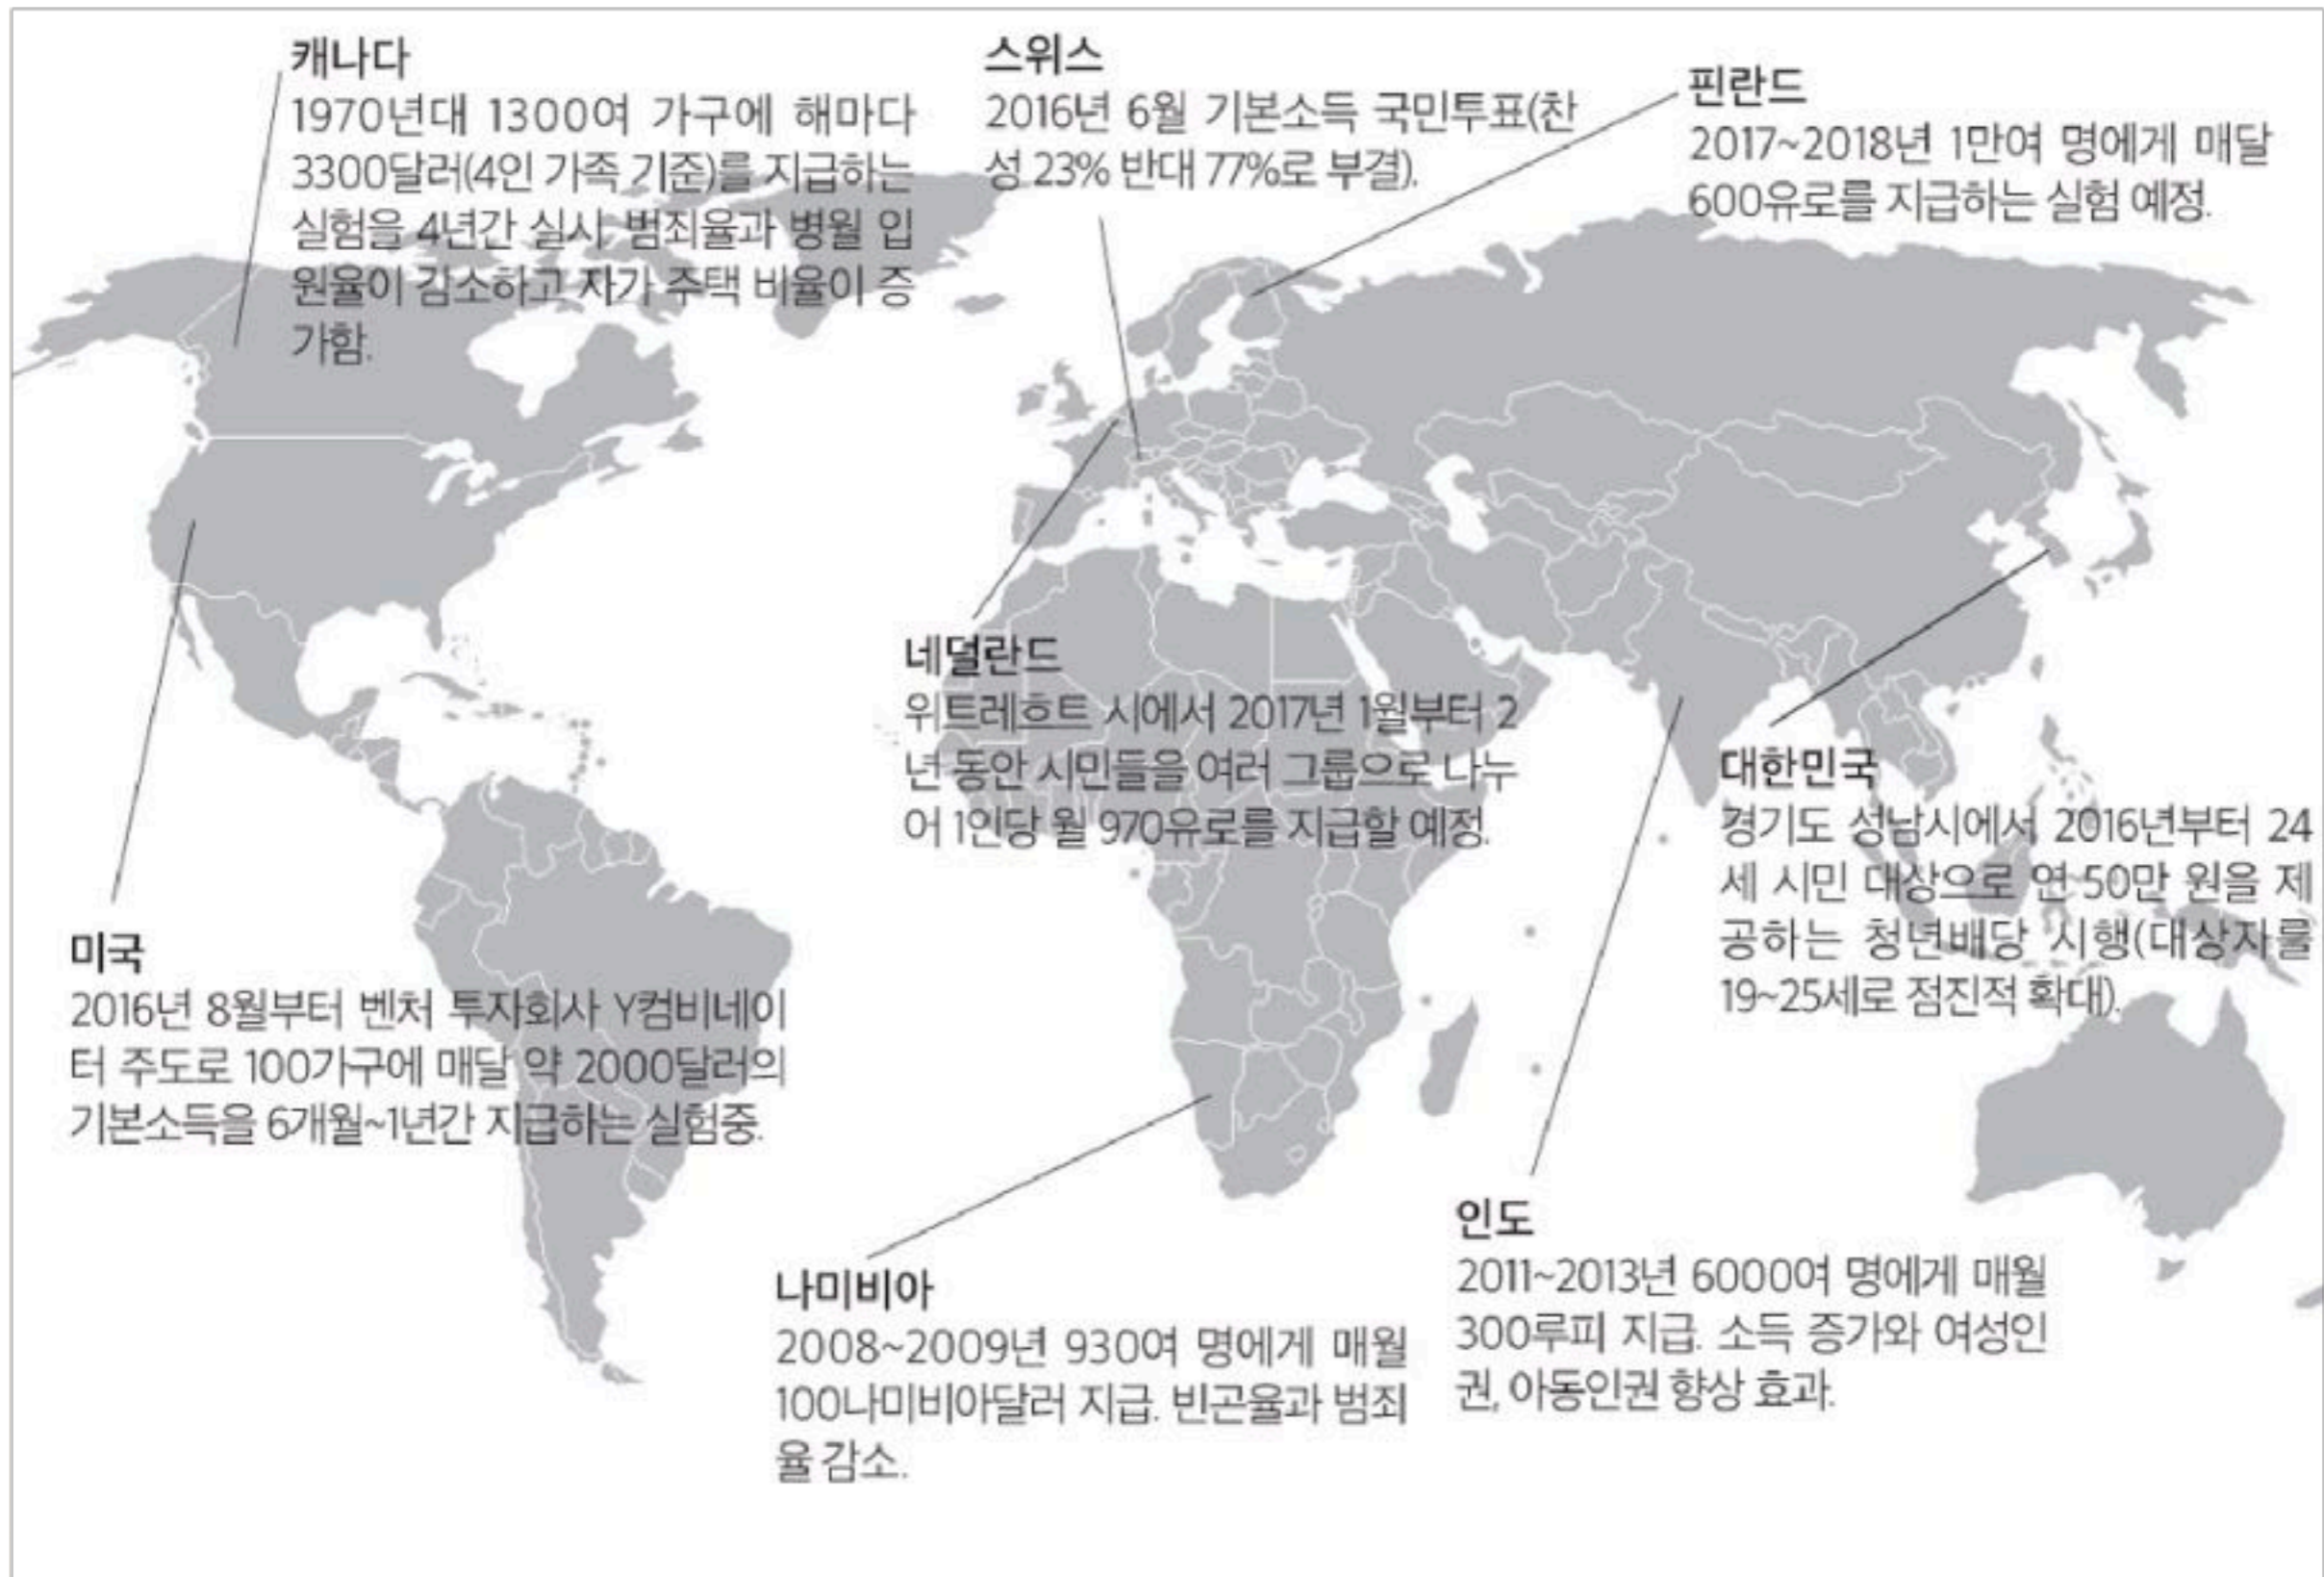 캐나다
1970년대 1300여 가구에 해마다
3300달러(4인 가족 기준)를 지급하는
실험을 4년간 실시 범죄율과 병월 입
원율이 감소하고 자가 주택 비율이 증
가함.
스위스
2016년 6월 기본소득 국민투표(찬
성 23% 반대 77%로 부결).
핀란드
2017~2018년 1만여 명에게 매달
600유로를 지급하는 실험 예정.
네덜란드
위트레흐트 시에서 2017년 1월부터 2
년 동안 시민들을 여러 그룹으로 나누
어 1인당 월 970유로를 지급할 예정.
대한민국
경기도 성남시에서 2016년부터 24
세 시민 대상으로 연 50만 원을 제
공하는 청년배당 시행(대상자를
19~25세로 점진적 확대).
미국
2016년 8월부터 벤처 투자회사 Y컴비네이
터 주도로 100가구에 매달 약 2000달러의
기본소득을 6개월~1년간 지급하는 실험중.
나미비아
2008~2009년 930여 명에게 매월
100나미비아달러 지급. 빈곤율과 범죄
율 감소.
인도
2011~2013년 6000여 명에게 매월
300루피 지급. 소득 증가와 여성인
권, 아동인권 향상 효과.